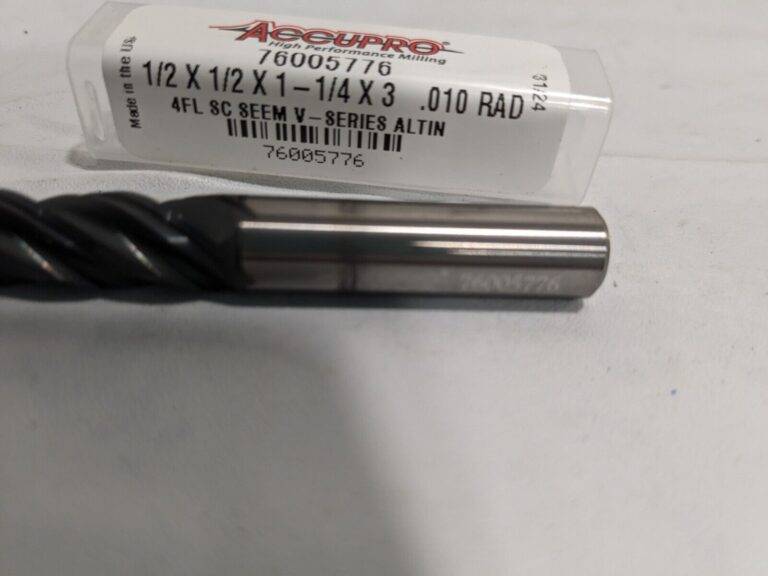 ACCUPRO
High Performance Milling
76005776
1/2 X 1/2 X 1-1/4 X 3 .010 RAD
4FL SC SEEM V-SERIES ALTIN
76005776
Made in the US
31/24
76005776